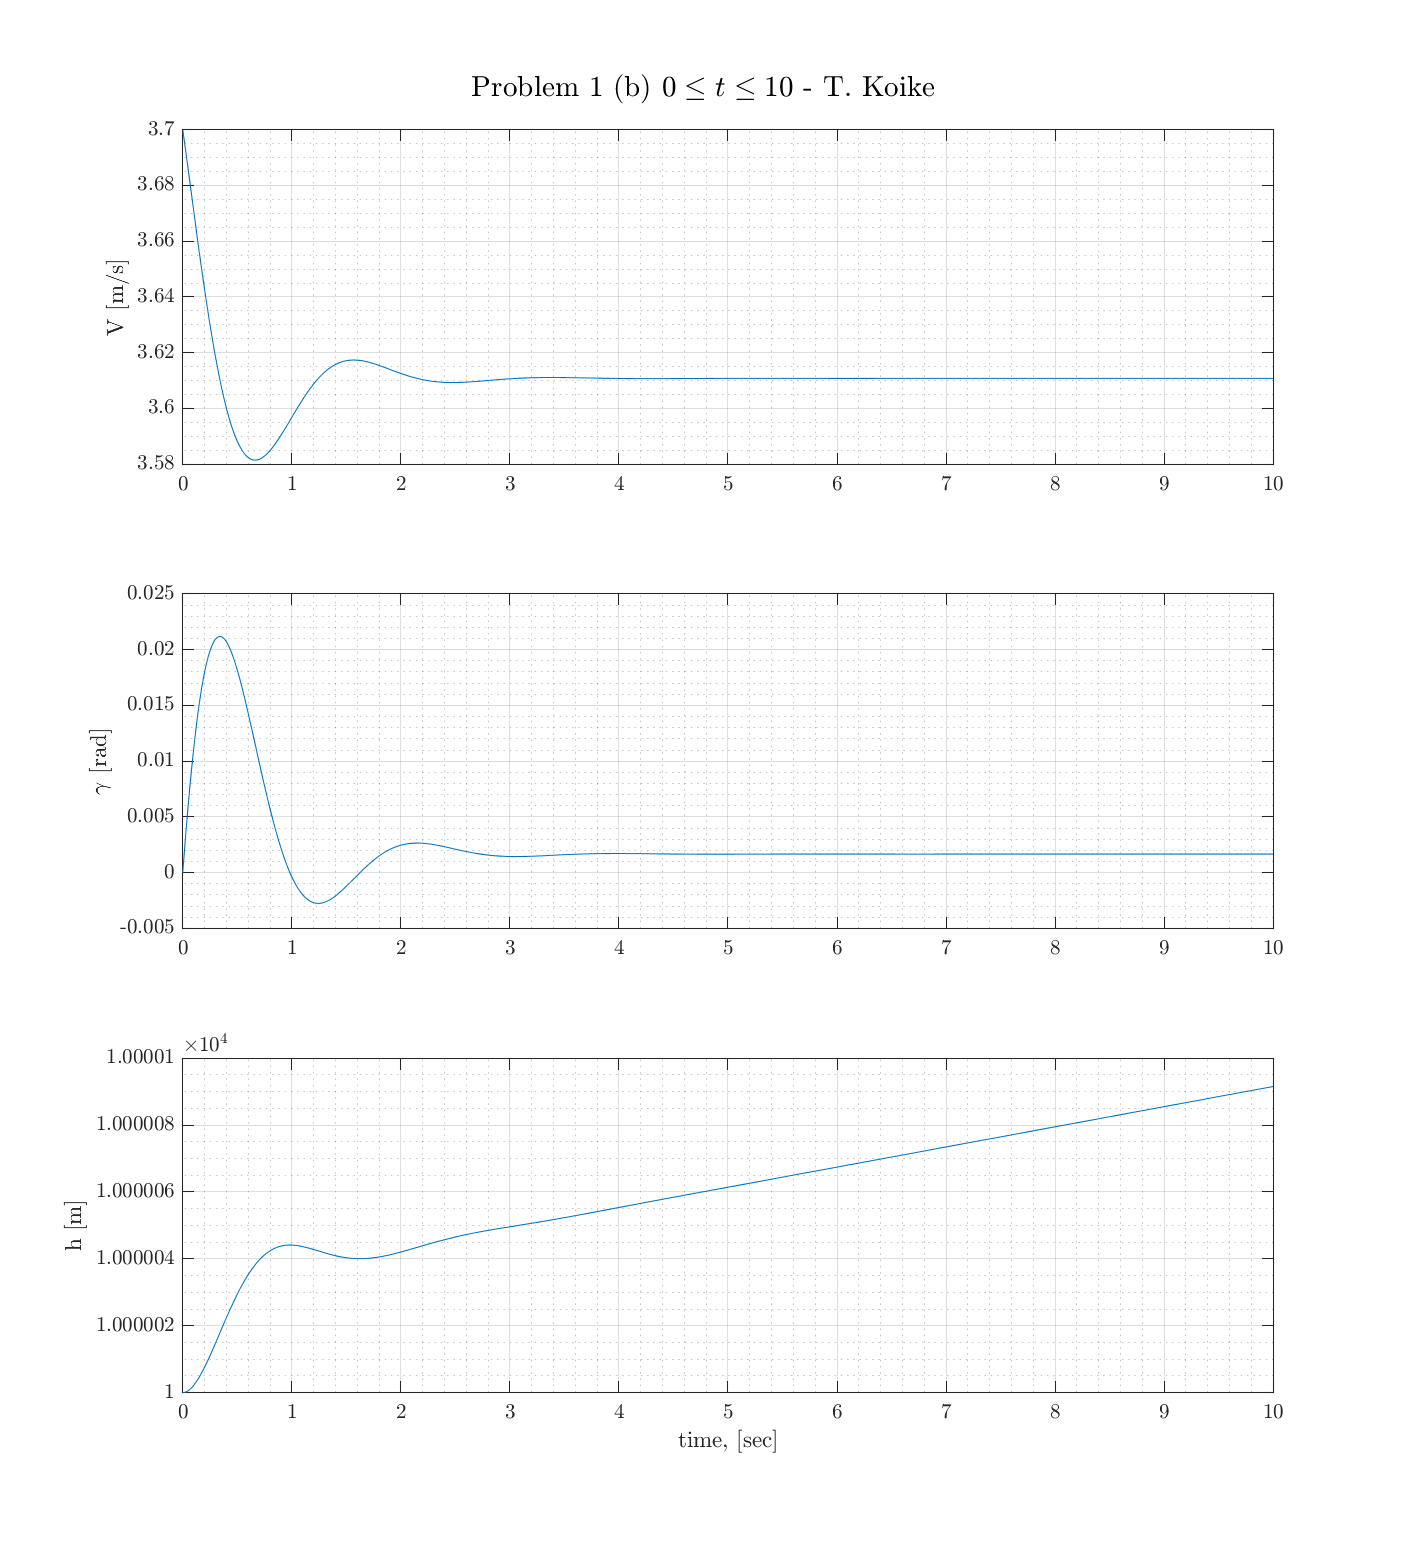 Problem 1 (b) 0 ≤ t ≤ 10 - T. Koike
3.7
3.68
3.66
3.64
3.62
3.6
3.58
V [m/s]
0 1 2 3 4 5 6 7 8 9 10
0.025
0.02
0.015
0.01
0.005
0
-0.005
γ [rad]
0 1 2 3 4 5 6 7 8 9 10
×10⁴
1.00001
1.000008
1.000006
1.000004
1.000002
1
h [m]
0 1 2 3 4 5 6 7 8 9 10
time, [sec]